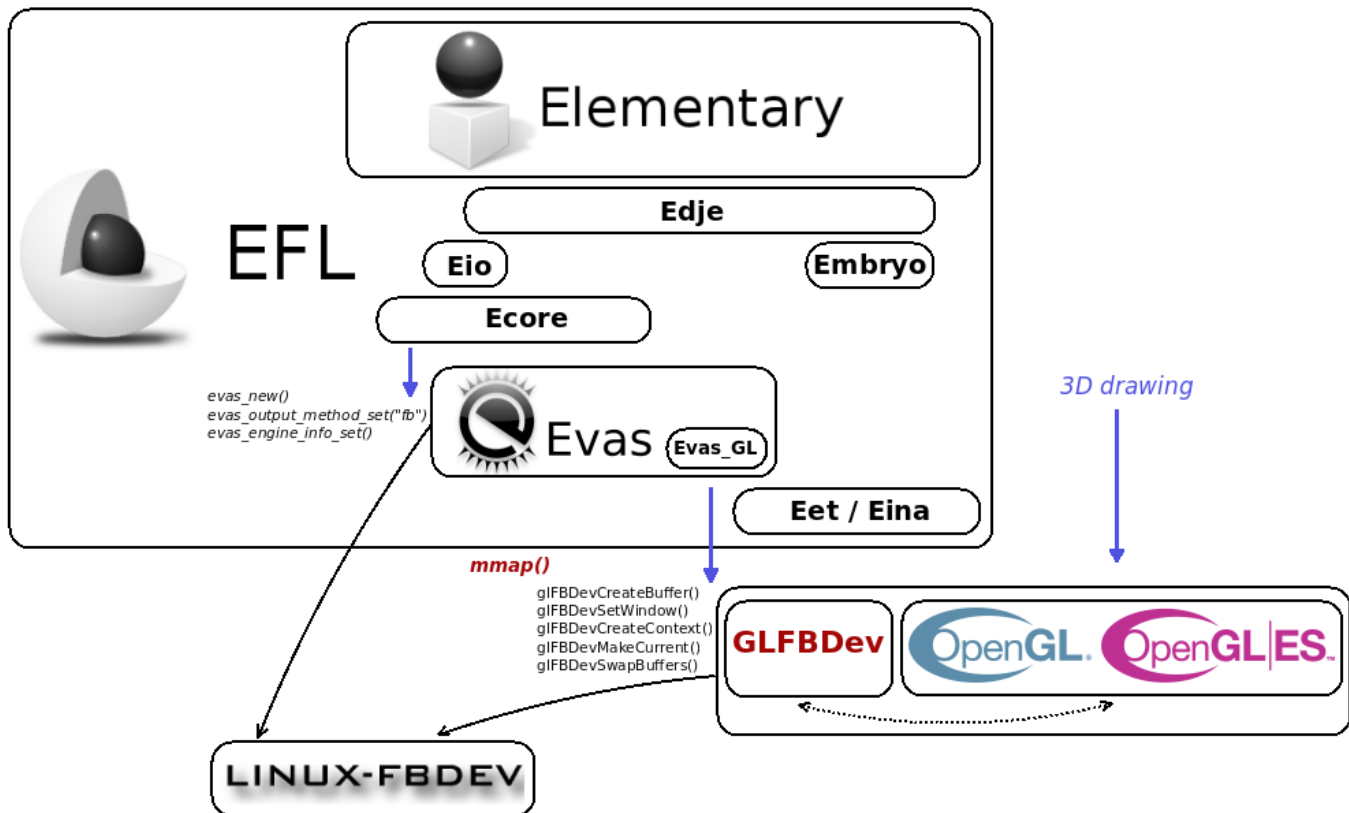 Elementary
Edje
EFL
Eio
Embryo
Ecore
evas_new()
evas_output_method_set("fb")
evas_engine_info_set()
3D drawing
Evas
Evas_GL
Eet / Eina
mmap()
glFBDevCreateBuffer()
glFBDevSetWindow()
glFBDevCreateContext()
glFBDevMakeCurrent()
glFBDevSwapBuffers()
GLFBDev
OpenGL®
OpenGL|ES™
LINUX-FBDEV